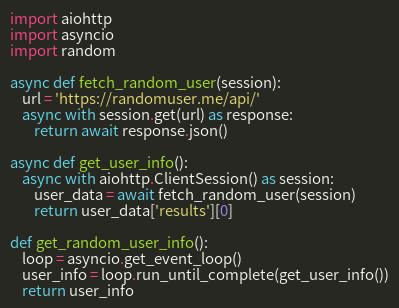 import aiohttp
import asyncio
import random

async def fetch_random_user(session):
    url = 'https://randomuser.me/api/'
    async with session.get(url) as response:
        return await response.json()

async def get_user_info():
    async with aiohttp.ClientSession() as session:
        user_data = await fetch_random_user(session)
        return user_data['results'][0]

def get_random_user_info():
    loop = asyncio.get_event_loop()
    user_info = loop.run_until_complete(get_user_info())
    return user_info